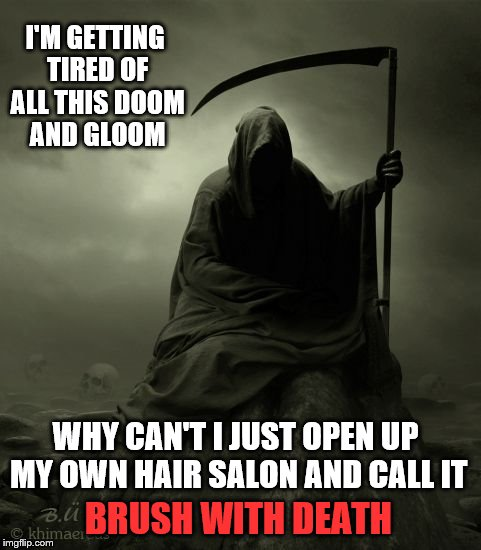 I'M GETTING
TIRED OF
ALL THIS DOOM
AND GLOOM
WHY CAN'T I JUST OPEN UP
MY OWN HAIR SALON AND CALL IT
BRUSH WITH DEATH
B.Ü
imgflip.com